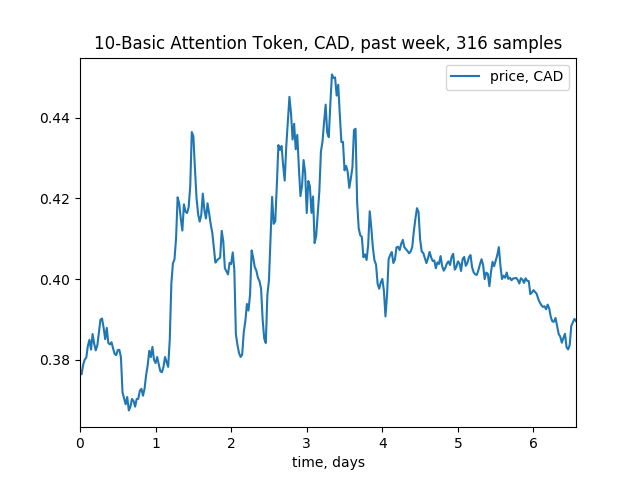 10-Basic Attention Token, CAD, past week, 316 samples
price, CAD
0.44
0.42
0.40
0.38
0 1 2 3 4 5 6
time, days